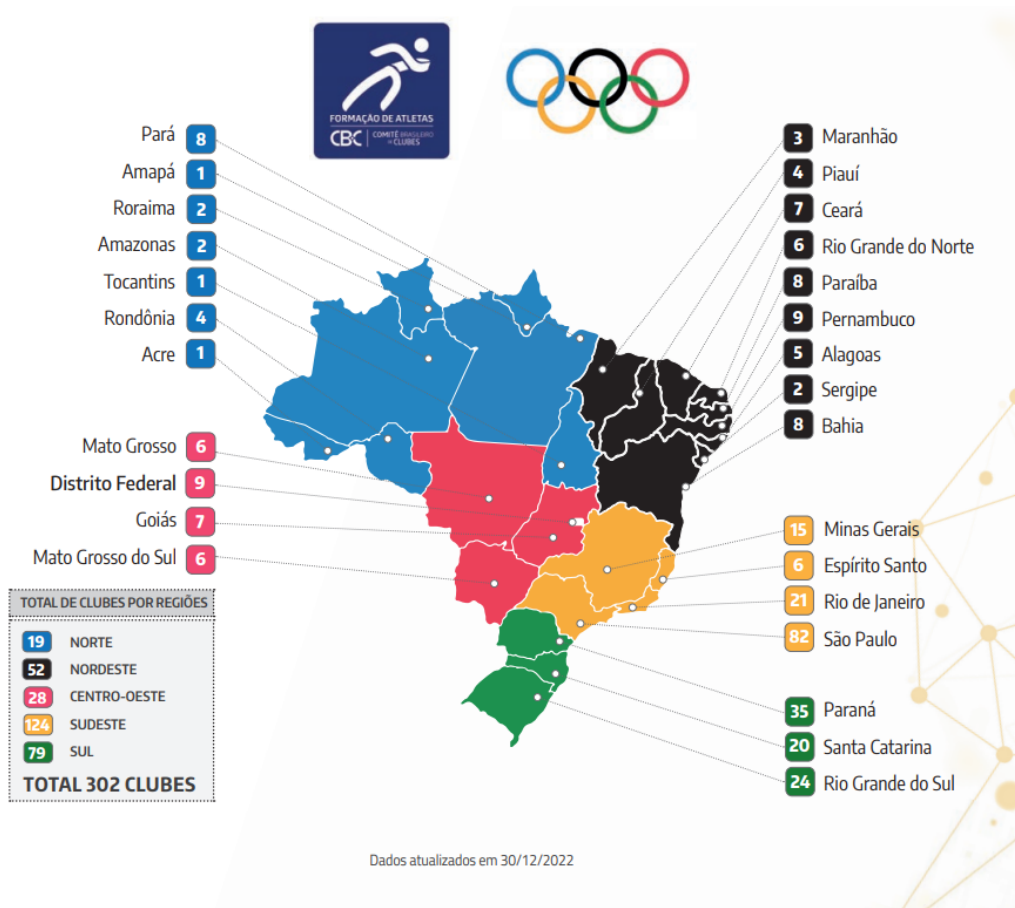 FORMAÇÃO DE ATLETAS
CBC COMITÊ BRASILEIRO DE CLUBES
Pará 8
Amapá 1
Roraima 2
Amazonas 2
Tocantins 1
Rondônia 4
Acre 1
3 Maranhão
4 Piauí
7 Ceará
6 Rio Grande do Norte
8 Paraíba
9 Pernambuco
5 Alagoas
2 Sergipe
8 Bahia
Mato Grosso 6
Distrito Federal 9
Goiás 7
Mato Grosso do Sul 6
15 Minas Gerais
6 Espírito Santo
21 Rio de Janeiro
82 São Paulo
TOTAL DE CLUBES POR REGIÕES
19 NORTE
52 NORDESTE
28 CENTRO-OESTE
124 SUDESTE
79 SUL
TOTAL 302 CLUBES
35 Paraná
20 Santa Catarina
24 Rio Grande do Sul
Dados atualizados em 30/12/2022